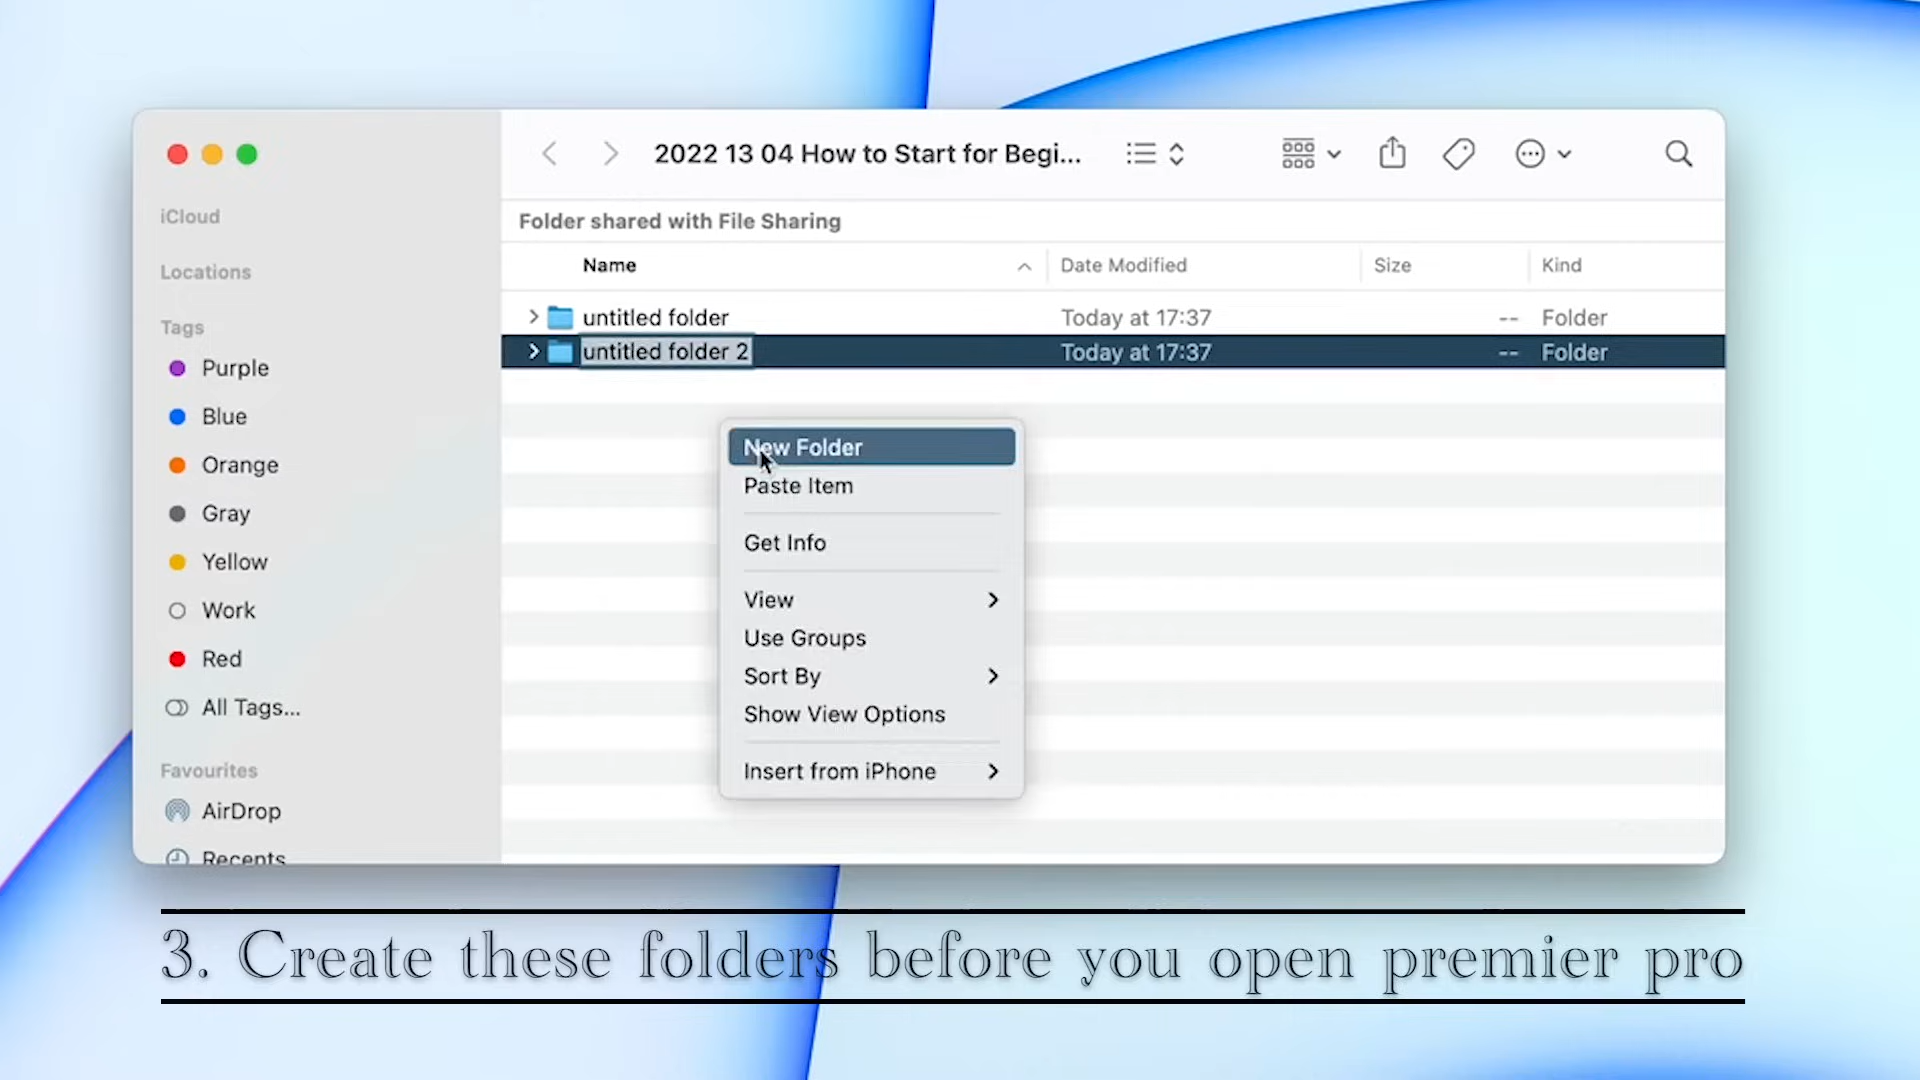 2022 13 04 How to Start for Begi...
iCloud
Locations
Tags
Purple
Blue
Orange
Gray
Yellow
Work
Red
All Tags...
Favourites
AirDrop
Recents
Folder shared with File Sharing
Name Date Modified Size Kind
untitled folder Today at 17:37 -- Folder
untitled folder 2 Today at 17:37 -- Folder
New Folder
Paste Item
Get Info
View
Use Groups
Sort By
Show View Options
Insert from iPhone
3. Create these folders before you open premier pro